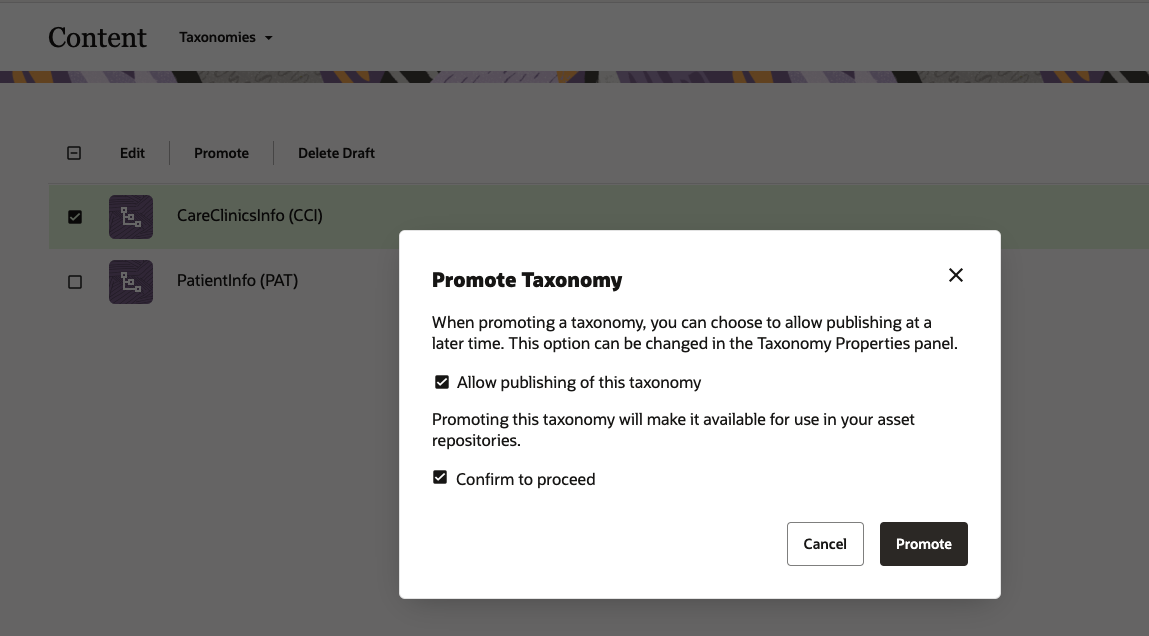 Content
Taxonomies
Edit
Promote
Delete Draft
CareClinicsInfo (CCI)
PatientInfo (PAT)
Promote Taxonomy
When promoting a taxonomy, you can choose to allow publishing at a
later time. This option can be changed in the Taxonomy Properties panel.
Allow publishing of this taxonomy
Promoting this taxonomy will make it available for use in your asset
repositories.
Confirm to proceed
Cancel
Promote